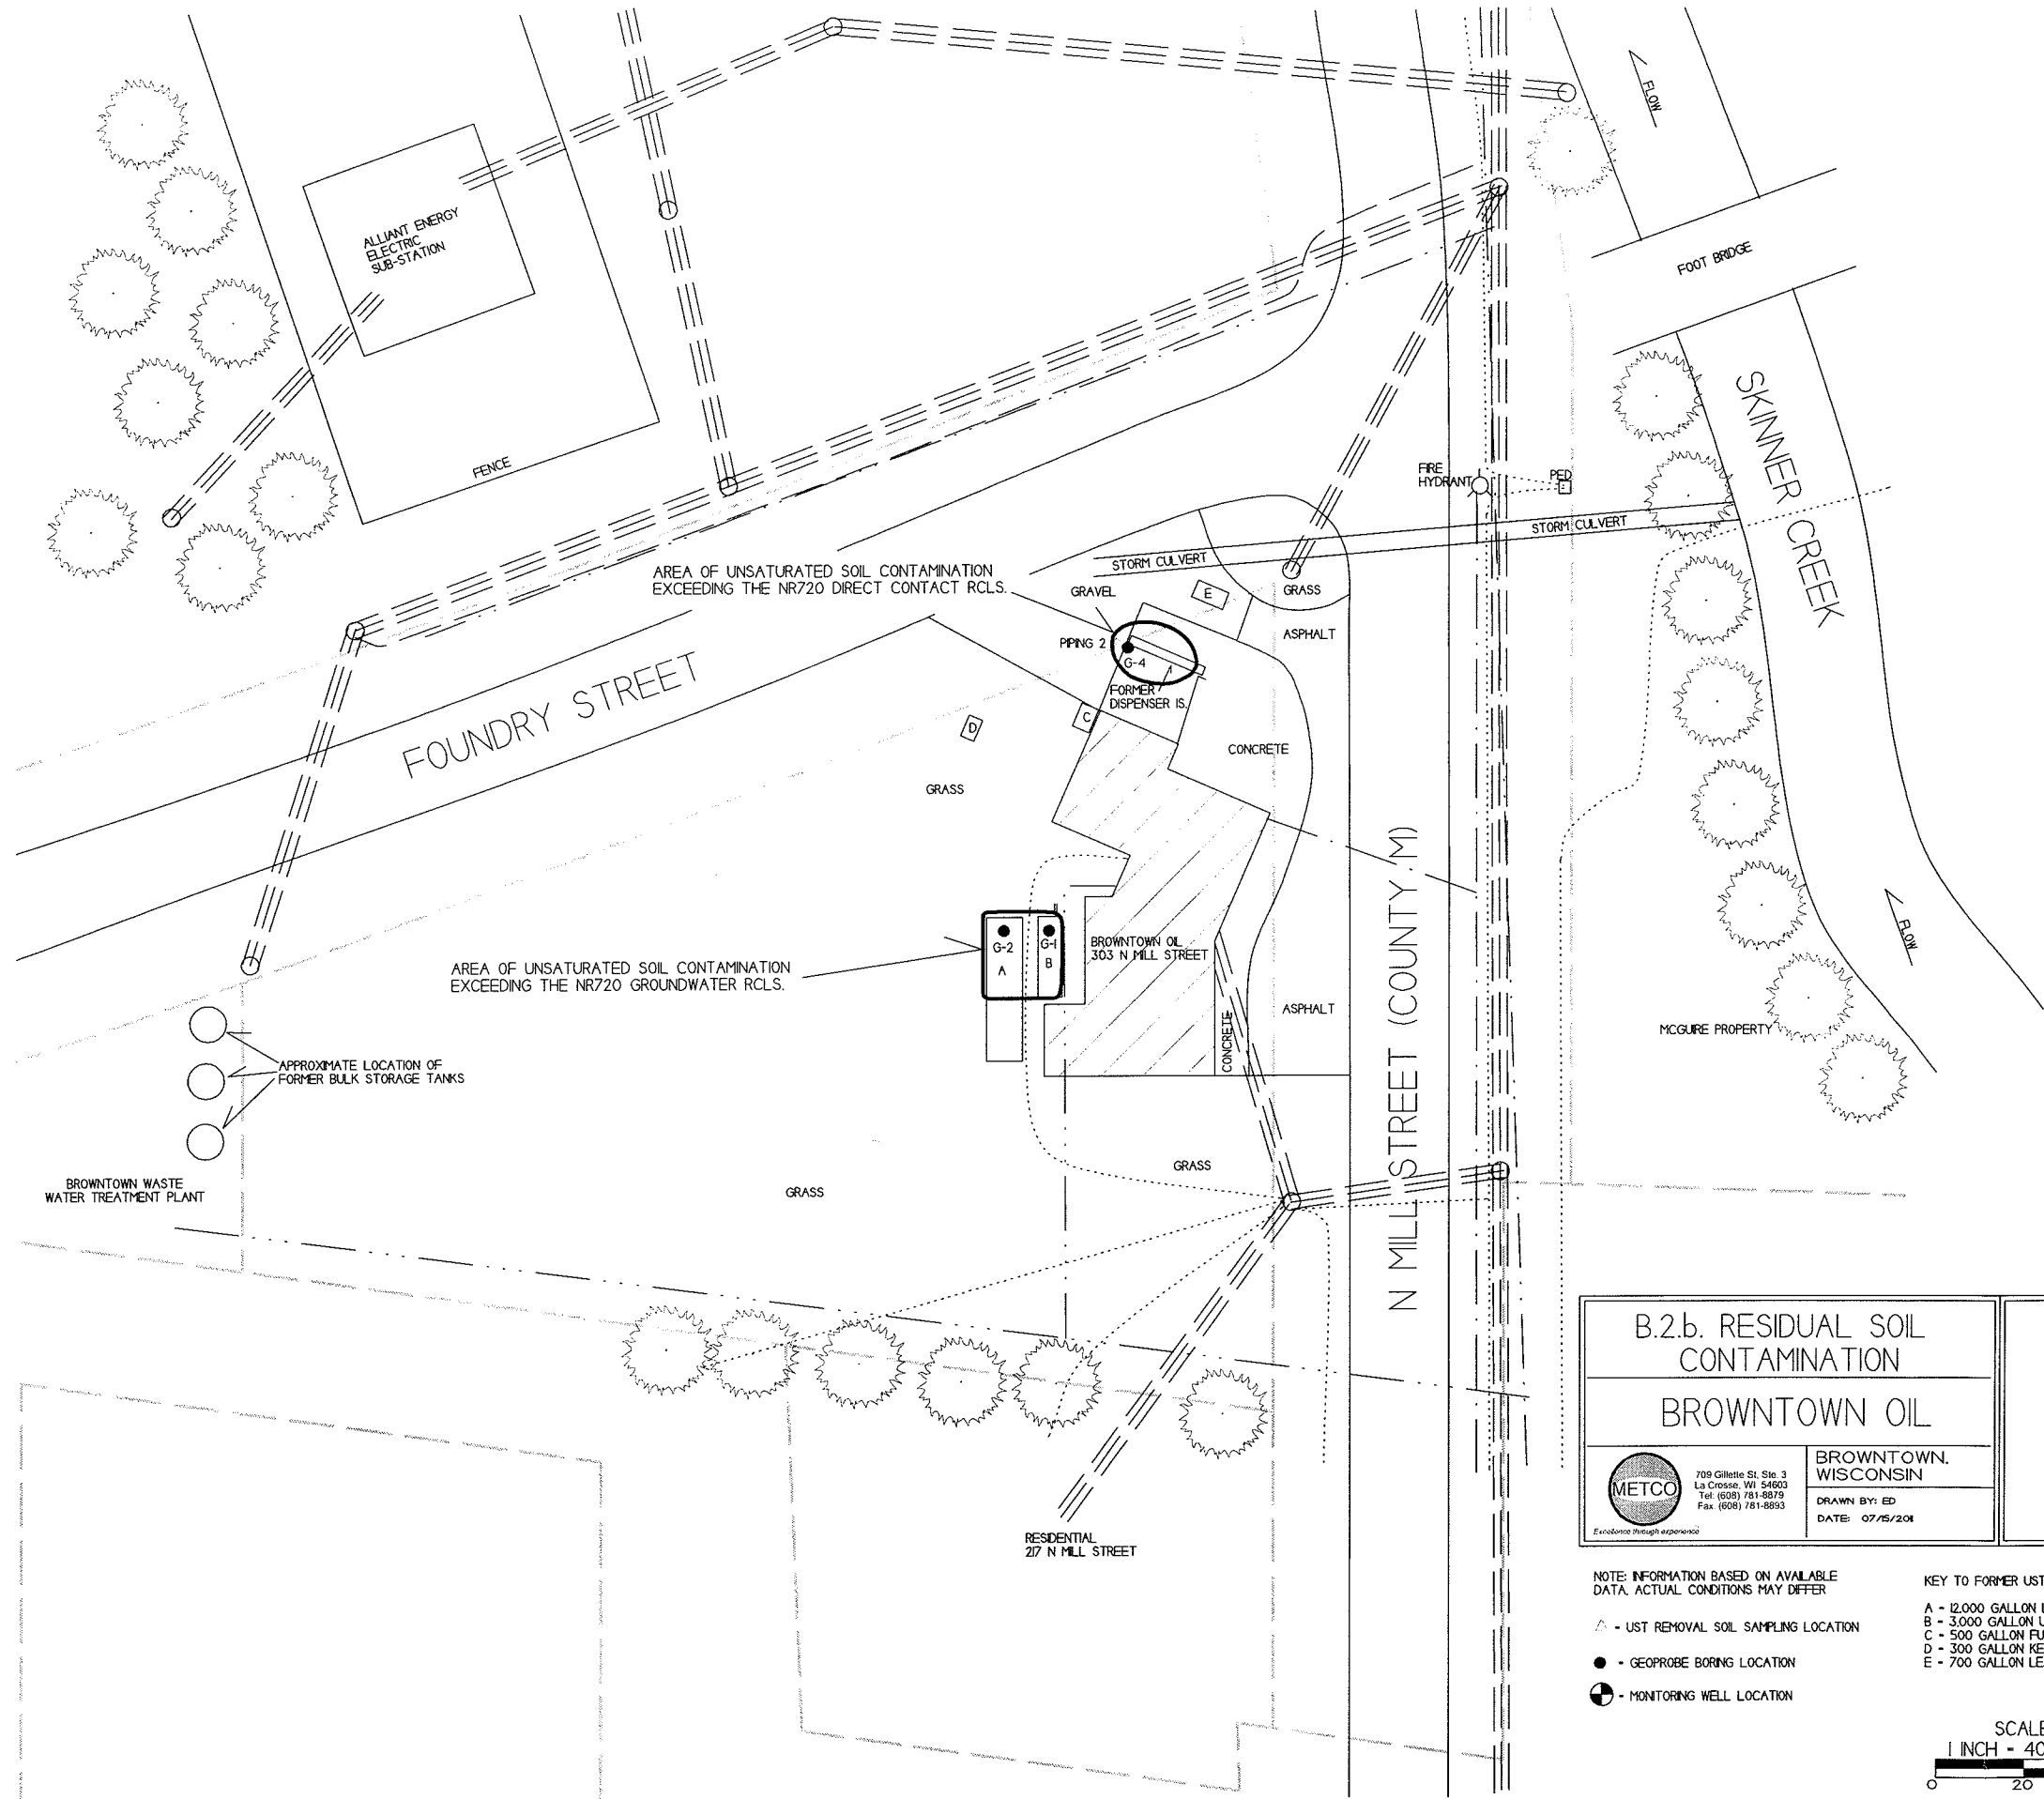 FLOW
ALLIANT ENERGY
ELECTRIC
SUB-STATION
FOOT BRIDGE
FENCE
SKINNER CREEK
FIRE
HYDRANT
PED
STORM CULVERT
STORM CULVERT
AREA OF UNSATURATED SOIL CONTAMINATION
EXCEEDING THE NR720 DIRECT CONTACT RCLS.
GRAVEL
E
GRASS
ASPHALT
PIPING 2
G-4
FORMER
DISPENSER IS.
FOUNDRY STREET
D
C
CONCRETE
GRASS
N MILL STREET (COUNTY M)
G-2
A
G-1
B
BROWNTOWN OIL
303 N MILL STREET
FLOW
AREA OF UNSATURATED SOIL CONTAMINATION
EXCEEDING THE NR720 GROUNDWATER RCLS.
ASPHALT
CONCRETE
MCGUIRE PROPERTY
APPROXIMATE LOCATION OF
FORMER BULK STORAGE TANKS
BROWNTOWN WASTE
WATER TREATMENT PLANT
GRASS
GRASS
RESIDENTIAL
217 N MILL STREET
B.2.b. RESIDUAL SOIL
CONTAMINATION
BROWNTOWN OIL
METCO
Excellence through experience
709 Gillette St, Ste. 3
La Crosse, WI 54603
Tel: (608) 781-8879
Fax: (608) 781-8893
BROWNTOWN,
WISCONSIN
DRAWN BY: ED
DATE: 07/15/2011
NOTE: INFORMATION BASED ON AVAILABLE
DATA. ACTUAL CONDITIONS MAY DIFFER
- UST REMOVAL SOIL SAMPLING LOCATION
- GEOPROBE BORING LOCATION
- MONITORING WELL LOCATION
KEY TO FORMER UST
A - 12,000 GALLON
B - 3,000 GALLON
C - 500 GALLON FU
D - 300 GALLON KE
E - 700 GALLON LE
SCALE
1 INCH - 40
0 20